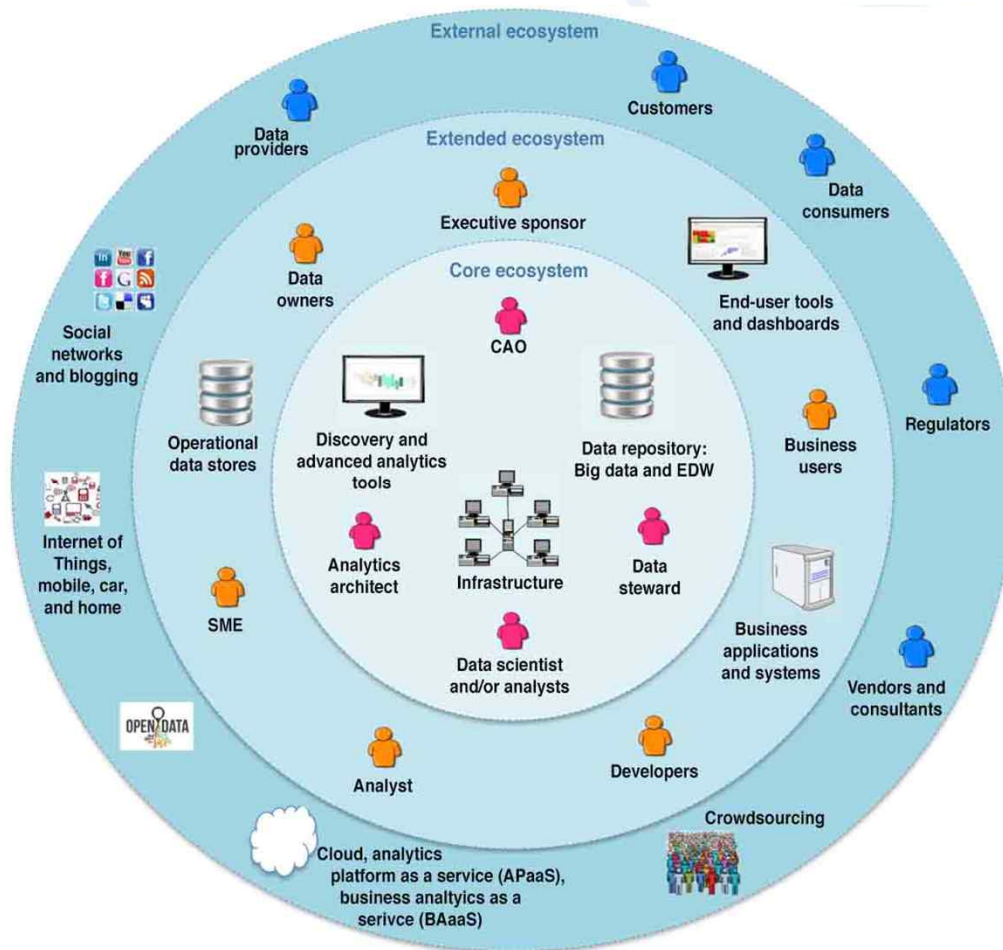 External ecosystem
Customers
Data
providers
Extended ecosystem
Data
consumers
Executive sponsor
Data
owners
Core ecosystem
End-user tools
and dashboards
Social
networks
and blogging
CAO
Operational
data stores
Discovery and
advanced analytics
tools
Data repository:
Big data and EDW
Business
users
Regulators
Internet of
Things,
mobile, car,
and home
Analytics
architect
Infrastructure
Data
steward
SME
Data scientist
and/or analysts
Business
applications
and systems
Vendors and
consultants
OPEN DATA
Analyst
Developers
Crowdsourcing
Cloud, analytics
platform as a service (APaaS),
business analtyics as a
serivce (BAaaS)